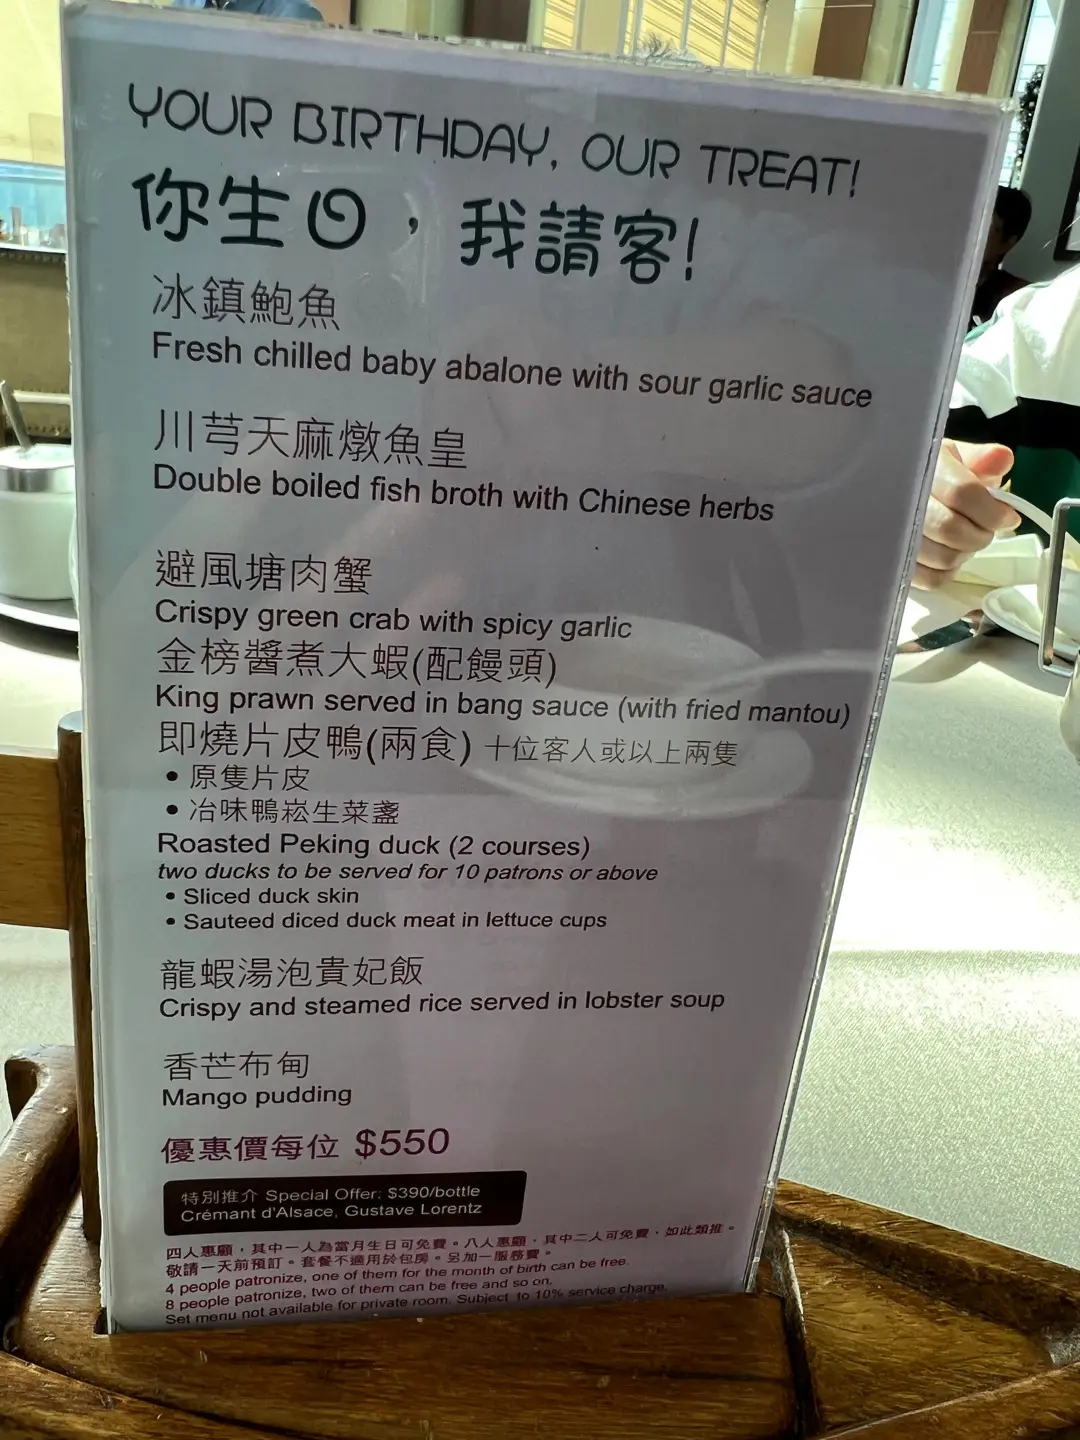 YOUR BIRTHDAY, OUR TREAT!
你生日，我請客!
冰鎮鮑魚
Fresh chilled baby abalone with sour garlic sauce
川芎天麻燉魚皇
Double boiled fish broth with Chinese herbs
避風塘肉蟹
Crispy green crab with spicy garlic
金榜醬煮大蝦(配饅頭)
King prawn served in bang sauce (with fried mantou)
即燒片皮鴨(兩食) 十位客人或以上兩隻
• 原隻片皮
• 冶味鴨崧生菜盞
Roasted Peking duck (2 courses)
two ducks to be served for 10 patrons or above
• Sliced duck skin
• Sauteed diced duck meat in lettuce cups
龍蝦湯泡貴妃飯
Crispy and steamed rice served in lobster soup
香芒布甸
Mango pudding
優惠價每位 $550
特別推介 Special Offer: $390/bottle
Crémant d'Alsace, Gustave Lorentz
四人惠顧，其中一人為當月生日可免費。八人惠顧，其中二人可免費，如此類推。
敬請一天前預訂。套餐不適用於包房。另加一服務費。
4 people patronize, one of them for the month of birth can be free.
8 people patronize, two of them can be free and so on.
Set menu not available for private room. Subject to 10% service charge.